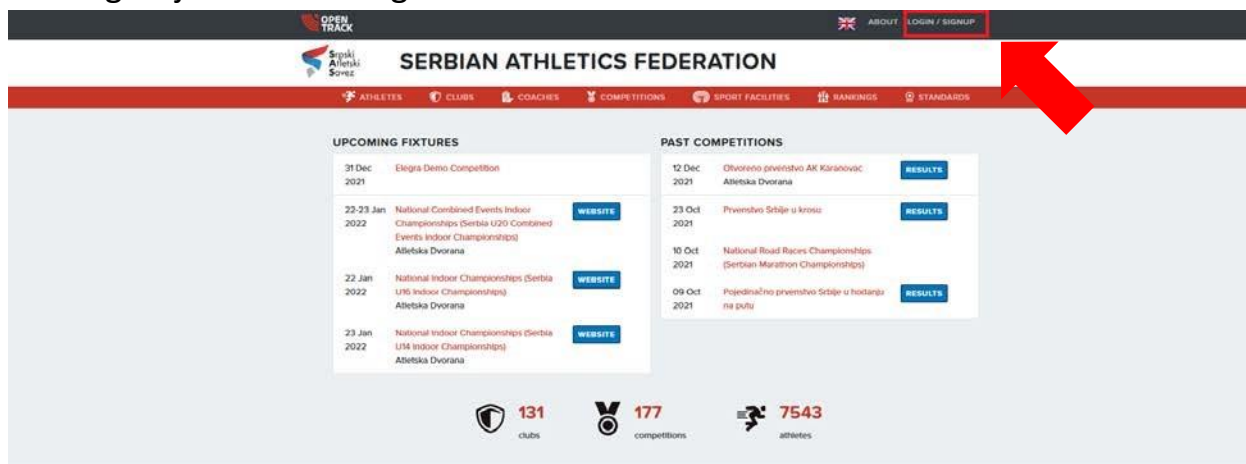 OPEN
TRACK
ABOUT
LOGIN / SIGNUP
Srpski
Atletski
Savez
SERBIAN ATHLETICS FEDERATION
ATHLETES CLUBS COACHES COMPETITIONS SPORT FACILITIES RANKINGS STANDARDS
UPCOMING FIXTURES
31 Dec
2021
Elegra Demo Competition
22-23 Jan
2022
National Combined Events Indoor
Championships (Serbia U20 Combined
Events Indoor Championships)
Atletska Dvorana
WEBSITE
22 Jan
2022
National Indoor Championships (Serbia
U16 Indoor Championships)
Atletska Dvorana
WEBSITE
23 Jan
2022
National Indoor Championships (Serbia
U14 Indoor Championships)
Atletska Dvorana
WEBSITE
PAST COMPETITIONS
12 Dec
2021
Otvoreno prvenstvo AK Karanovac
Atletska Dvorana
RESULTS
23 Oct
2021
Prvenstvo Srbije u krosu
RESULTS
10 Oct
2021
National Road Races Championships
(Serbian Marathon Championships)
09 Oct
2021
Pojedinačno prvenstvo Srbije u hodanju
na putu
RESULTS
131
clubs
177
competitions
7543
athletes